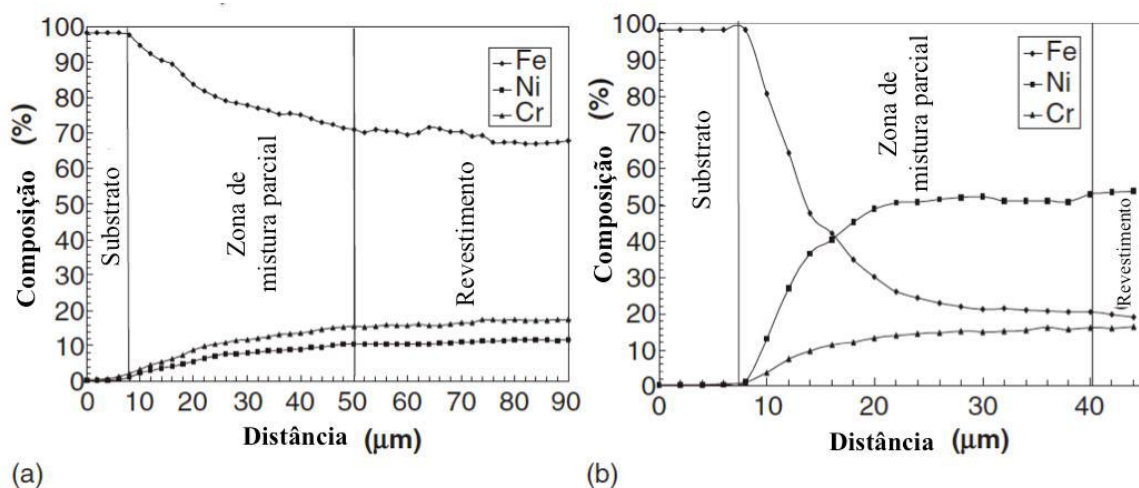 100
90
80
70
60
50
40
30
20
10
0
Composição (%)
Substrato
Zona de
mistura parcial
Revestimento
Fe
Ni
Cr
0 10 20 30 40 50 60 70 80 90
Distância (μm)
(a)
100
90
80
70
60
50
40
30
20
10
0
Composição (%)
Substrato
Zona de
mistura parcial
Revestimento
Fe
Ni
Cr
0 10 20 30 40
Distância (μm)
(b)